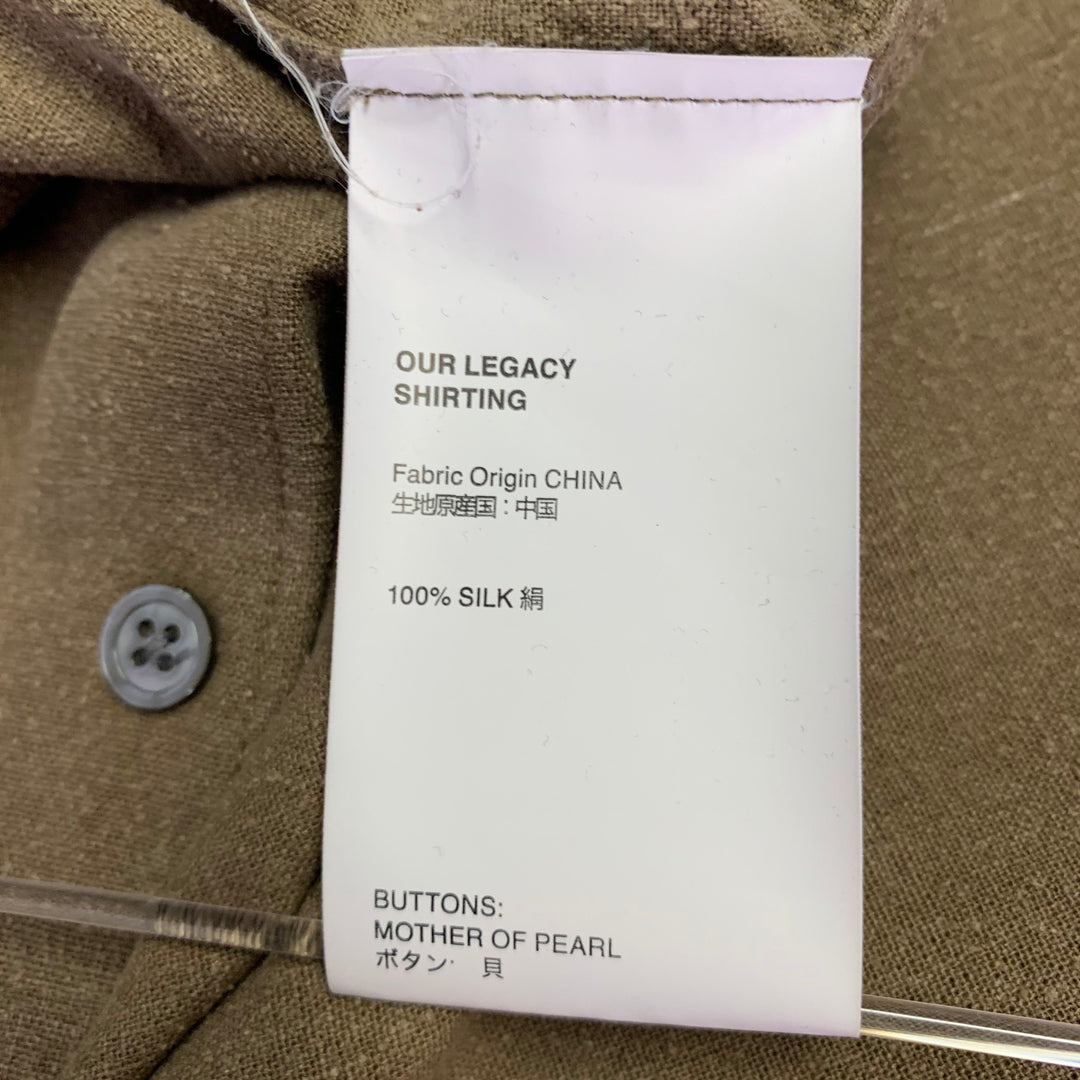 OUR LEGACY
SHIRTING
Fabric Origin CHINA
生地原産国：中国
100% SILK 絹
BUTTONS:
MOTHER OF PEARL
ボタン 貝